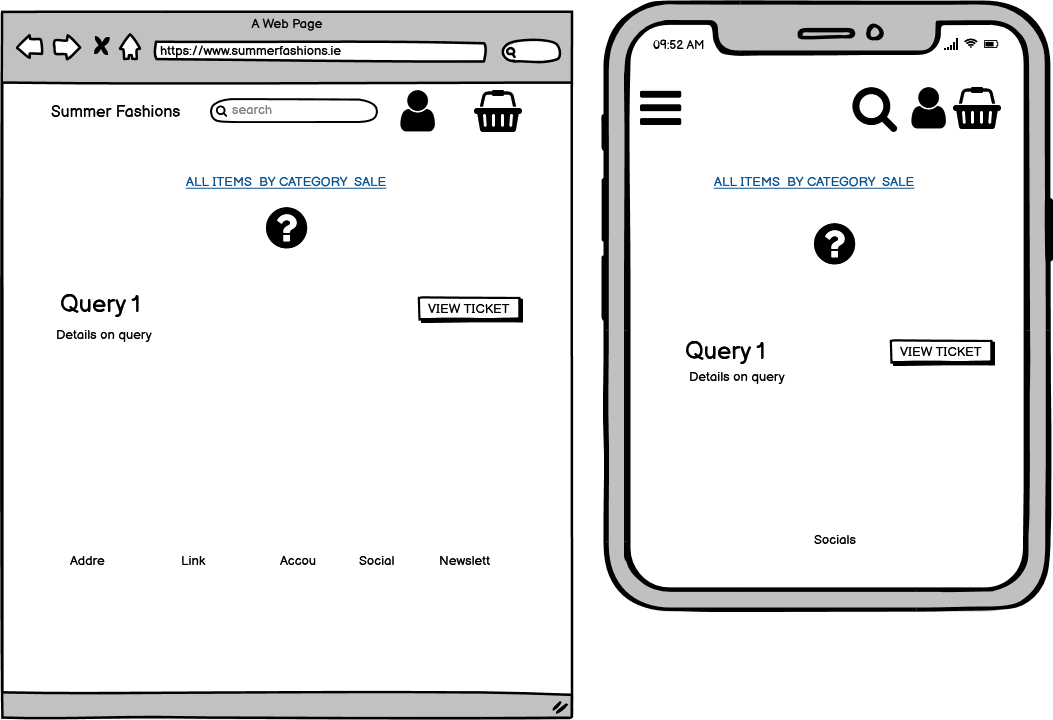 A Web Page
https://www.summerfashions.ie
Summer Fashions
search
ALL ITEMS BY CATEGORY SALE
?
Query 1
VIEW TICKET
Details on query
Addre Link Accou Social Newslett
09:52 AM
ALL ITEMS BY CATEGORY SALE
?
Query 1
VIEW TICKET
Details on query
Socials